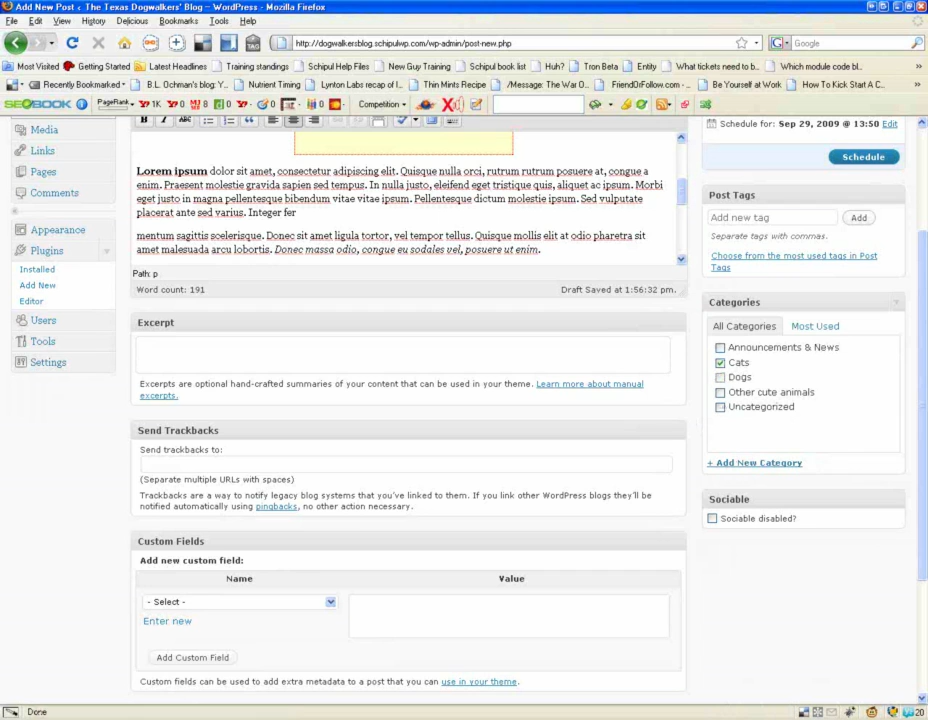 Add New Post ‹ The Texas Dogwalkers' Blog — WordPress - Mozilla Firefox
File Edit View History Delicious Bookmarks Tools Help
http://dogwalkersblog.schipulwp.com/wp-admin/post-new.php
Google
Most Visited Getting Started Latest Headlines Training standings Schipul Help Files New Guy Training Schipul book list Huh? Tron Beta Entity What tickets need to b... Which module code bl... »
Recently Bookmarked B.L. Ochman's blog: Y... Nutrient Timing Lynton Labs recap of I... Thin Mints Recipe /Message: The War O... FriendOrFollow.com - ... Be Yourself at Work How To Kick Start A C... »
SEOBOOK PageRank 1K 0 8 0 0 0 Competition 0
Media
Links
Pages
Comments
Appearance
Plugins
Installed
Add New
Editor
Users
Tools
Settings
B I ABC
Lorem ipsum dolor sit amet, consectetur adipiscing elit. Quisque nulla orci, rutrum rutrum posuere at, congue a
enim. Praesent molestie gravida sapien sed tempus. In nulla justo, eleifend eget tristique quis, aliquet ac ipsum. Morbi
eget justo in magna pellentesque bibendum vitae vitae ipsum. Pellentesque dictum molestie ipsum. Sed vulputate
placerat ante sed varius. Integer fer
mentum sagittis scelerisque. Donec sit amet ligula tortor, vel tempor tellus. Quisque mollis elit at odio pharetra sit
amet malesuada arcu lobortis. Donec massa odio, congue eu sodales vel, posuere ut enim.
Path: p
Word count: 191 Draft Saved at 1:56:32 pm.
Excerpt
Excerpts are optional hand-crafted summaries of your content that can be used in your theme. Learn more about manual
excerpts.
Send Trackbacks
Send trackbacks to:
(Separate multiple URLs with spaces)
Trackbacks are a way to notify legacy blog systems that you've linked to them. If you link other WordPress blogs they'll be
notified automatically using pingbacks, no other action necessary.
Custom Fields
Add new custom field:
Name Value
- Select -
Enter new
Add Custom Field
Custom fields can be used to add extra metadata to a post that you can use in your theme.
Schedule for: Sep 29, 2009 @ 13:50 Edit
Schedule
Post Tags
Add new tag Add
Separate tags with commas.
Choose from the most used tags in Post
Tags
Categories
All Categories Most Used
Announcements & News
Cats
Dogs
Other cute animals
Uncategorized
+ Add New Category
Sociable
Sociable disabled?
Done 20